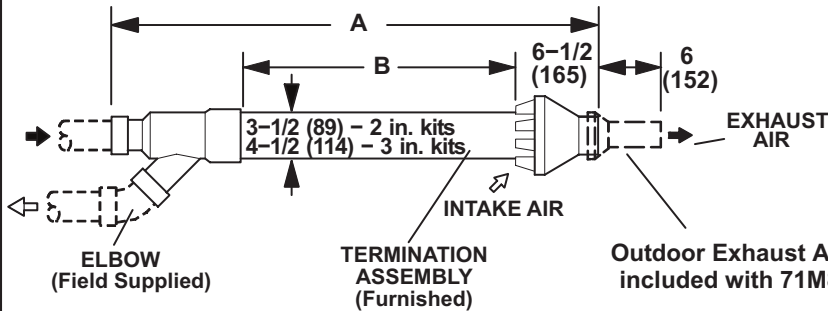 A
B
6−1/2
(165)
6
(152)
3−1/2 (89) − 2 in. kits
4−1/2 (114) − 3 in. kits
EXHAUST
AIR
INTAKE AIR
ELBOW
(Field Supplied)
TERMINATION
ASSEMBLY
(Furnished)
Outdoor Exhaust
included with